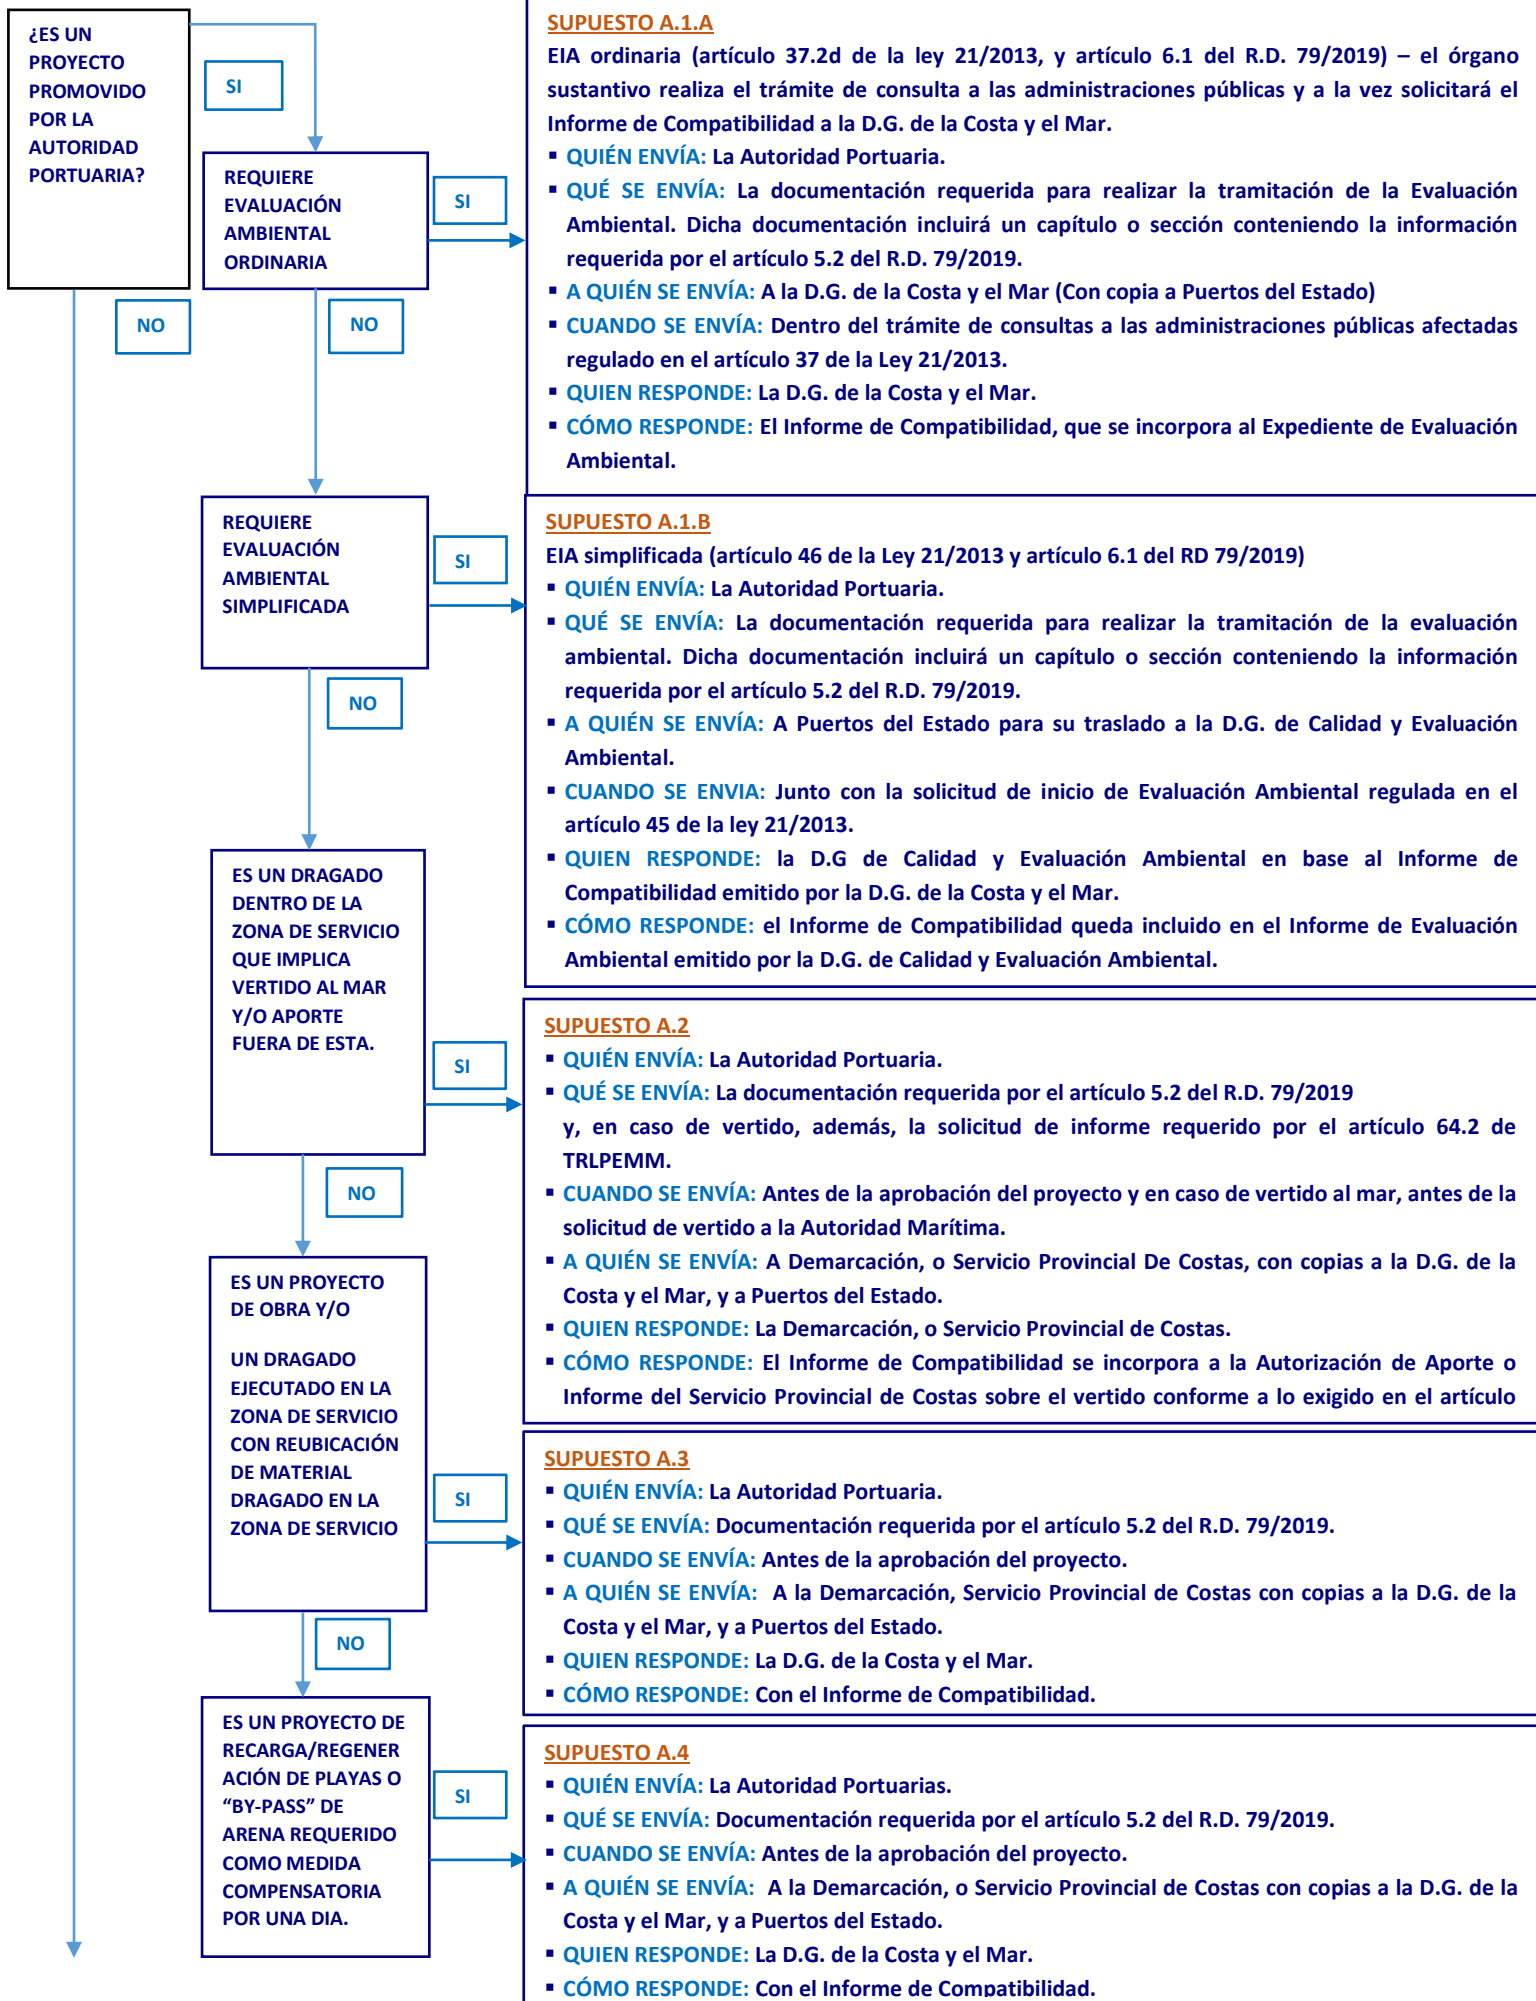 ¿ES UN
PROYECTO
PROMOVIDO
POR LA
AUTORIDAD
PORTUARIA?
SI
NO
REQUIERE
EVALUACIÓN
AMBIENTAL
ORDINARIA
SI
NO
SUPUESTO A.1.A
EIA ordinaria (artículo 37.2d de la ley 21/2013, y artículo 6.1 del R.D. 79/2019) – el órgano
sustantivo realiza el trámite de consulta a las administraciones públicas y a la vez solicitará el
Informe de Compatibilidad a la D.G. de la Costa y el Mar.
▪ QUIÉN ENVÍA: La Autoridad Portuaria.
▪ QUÉ SE ENVÍA: La documentación requerida para realizar la tramitación de la Evaluación
Ambiental. Dicha documentación incluirá un capítulo o sección conteniendo la información
requerida por el artículo 5.2 del R.D. 79/2019.
▪ A QUIÉN SE ENVÍA: A la D.G. de la Costa y el Mar (Con copia a Puertos del Estado)
▪ CUANDO SE ENVÍA: Dentro del trámite de consultas a las administraciones públicas afectadas
regulado en el artículo 37 de la Ley 21/2013.
▪ QUIEN RESPONDE: La D.G. de la Costa y el Mar.
▪ CÓMO RESPONDE: El Informe de Compatibilidad, que se incorpora al Expediente de Evaluación
Ambiental.
REQUIERE
EVALUACIÓN
AMBIENTAL
SIMPLIFICADA
SI
NO
SUPUESTO A.1.B
EIA simplificada (artículo 46 de la Ley 21/2013 y artículo 6.1 del RD 79/2019)
▪ QUIÉN ENVÍA: La Autoridad Portuaria.
▪ QUÉ SE ENVÍA: La documentación requerida para realizar la tramitación de la evaluación
ambiental. Dicha documentación incluirá un capítulo o sección conteniendo la información
requerida por el artículo 5.2 del R.D. 79/2019.
▪ A QUIÉN SE ENVÍA: A Puertos del Estado para su traslado a la D.G. de Calidad y Evaluación
Ambiental.
▪ CUANDO SE ENVIA: Junto con la solicitud de inicio de Evaluación Ambiental regulada en el
artículo 45 de la ley 21/2013.
▪ QUIEN RESPONDE: la D.G de Calidad y Evaluación Ambiental en base al Informe de
Compatibilidad emitido por la D.G. de la Costa y el Mar.
▪ CÓMO RESPONDE: el Informe de Compatibilidad queda incluido en el Informe de Evaluación
Ambiental emitido por la D.G. de Calidad y Evaluación Ambiental.
ES UN DRAGADO
DENTRO DE LA
ZONA DE SERVICIO
QUE IMPLICA
VERTIDO AL MAR
Y/O APORTE
FUERA DE ESTA.
SI
NO
SUPUESTO A.2
▪ QUIÉN ENVÍA: La Autoridad Portuaria.
▪ QUÉ SE ENVÍA: La documentación requerida por el artículo 5.2 del R.D. 79/2019
y, en caso de vertido, además, la solicitud de informe requerido por el artículo 64.2 de
TRLPEMM.
▪ CUANDO SE ENVÍA: Antes de la aprobación del proyecto y en caso de vertido al mar, antes de la
solicitud de vertido a la Autoridad Marítima.
▪ A QUIÉN SE ENVÍA: A Demarcación, o Servicio Provincial De Costas, con copias a la D.G. de la
Costa y el Mar, y a Puertos del Estado.
▪ QUIEN RESPONDE: La Demarcación, o Servicio Provincial de Costas.
▪ CÓMO RESPONDE: El Informe de Compatibilidad se incorpora a la Autorización de Aporte o
Informe del Servicio Provincial de Costas sobre el vertido conforme a lo exigido en el artículo
ES UN PROYECTO
DE OBRA Y/O
UN DRAGADO
EJECUTADO EN LA
ZONA DE SERVICIO
CON REUBICACIÓN
DE MATERIAL
DRAGADO EN LA
ZONA DE SERVICIO
SI
NO
SUPUESTO A.3
▪ QUIÉN ENVÍA: La Autoridad Portuaria.
▪ QUÉ SE ENVÍA: Documentación requerida por el artículo 5.2 del R.D. 79/2019.
▪ CUANDO SE ENVÍA: Antes de la aprobación del proyecto.
▪ A QUIÉN SE ENVÍA: A la Demarcación, Servicio Provincial de Costas con copias a la D.G. de la
Costa y el Mar, y a Puertos del Estado.
▪ QUIEN RESPONDE: La D.G. de la Costa y el Mar.
▪ CÓMO RESPONDE: Con el Informe de Compatibilidad.
ES UN PROYECTO DE
RECARGA/REGENER
ACIÓN DE PLAYAS O
“BY-PASS” DE
ARENA REQUERIDO
COMO MEDIDA
COMPENSATORIA
POR UNA DIA.
SI
SUPUESTO A.4
▪ QUIÉN ENVÍA: La Autoridad Portuarias.
▪ QUÉ SE ENVÍA: Documentación requerida por el artículo 5.2 del R.D. 79/2019.
▪ CUANDO SE ENVÍA: Antes de la aprobación del proyecto.
▪ A QUIÉN SE ENVÍA: A la Demarcación, o Servicio Provincial de Costas con copias a la D.G. de la
Costa y el Mar, y a Puertos del Estado.
▪ QUIEN RESPONDE: La D.G. de la Costa y el Mar.
▪ CÓMO RESPONDE: Con el Informe de Compatibilidad.